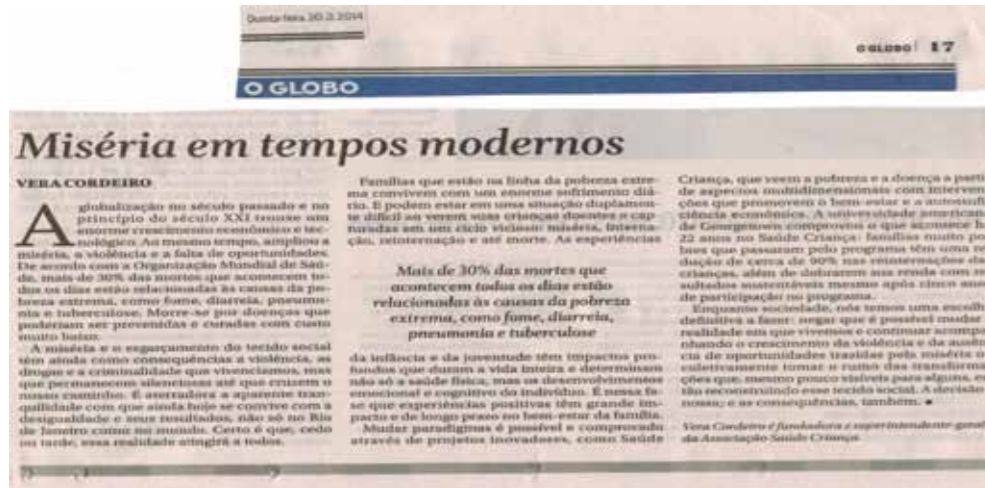 Quinta-feira 20.3.2014
O GLOBO | 17
O GLOBO
Miséria em tempos modernos
VERA CORDEIRO
A globalização no século passado e no
princípio do século XXI trouxe um
enorme crescimento econômico e tec-
nológico. Ao mesmo tempo, ampliou a
miséria, a violência e a falta de oportunidades.
De acordo com a Organização Mundial de Saú-
de, mais de 30% das mortes que acontecem to-
dos os dias estão relacionadas às causas da po-
breza extrema, como fome, diarreia, pneumo-
nia e tuberculose. Morre-se por doenças que
poderiam ser prevenidas e curadas com custo
muito baixo.
A miséria e o esgarçamento do tecido social
têm ainda como consequências a violência, as
drogas e a criminalidade que vivenciamos, mas
que permanecem silenciosas até que cruzem o
nosso caminho. É aterradora a aparente tran-
quilidade com que ainda hoje se convive com a
desigualdade e seus resultados, não só no Rio
de Janeiro como no mundo. Certo é que, cedo
ou tarde, essa realidade atingirá a todos.
Famílias que estão na linha da pobreza extre-
ma convivem com um enorme sofrimento diá-
rio. E podem estar em uma situação duplamen-
te difícil ao verem suas crianças doentes e cap-
turadas em um ciclo vicioso: miséria, interna-
ção, reinternação e até morte. As experiências
Mais de 30% das mortes que
acontecem todos os dias estão
relacionadas às causas da pobreza
extrema, como fome, diarreia,
pneumonia e tuberculose
da infância e da juventude têm impactos pro-
fundos que duram a vida inteira e determinam
não só a saúde física, mas os desenvolvimentos
emocional e cognitivo do indivíduo. É nessa fa-
se que experiências positivas têm grande im-
pacto e de longo prazo no bem-estar da família.
Mudar paradigmas é possível e comprovado
através de projetos inovadores, como Saúde
Criança, que veem a pobreza e a doença a parti
de aspectos multidimensionais com interven
ções que promovem o bem-estar e a autosufi
ciência econômica. A universidade american
de Georgetown comprovou o que acontece h
22 anos no Saúde Criança: famílias muito po
bres que passaram pelo programa têm uma re
dução de cerca de 90% nas reinternações de
crianças, além de dobrarem sua renda com re
sultados sustentáveis mesmo após cinco ano
de participação no programa.
Enquanto sociedade, nós temos uma escolh
definitiva a fazer: negar que é possível mudar
realidade em que vivemos e continuar acompa
nhando o crescimento da violência e da ausên
cia de oportunidades trazidas pela miséria o
coletivamente tomar o rumo das transforma
ções que, mesmo pouco visíveis para alguns, es
tão reconstruindo esse tecido social. A decisão
nossa; e as consequências, também.
Vera Cordeiro é fundadora e superintendente-geral
da Associação Saúde Criança